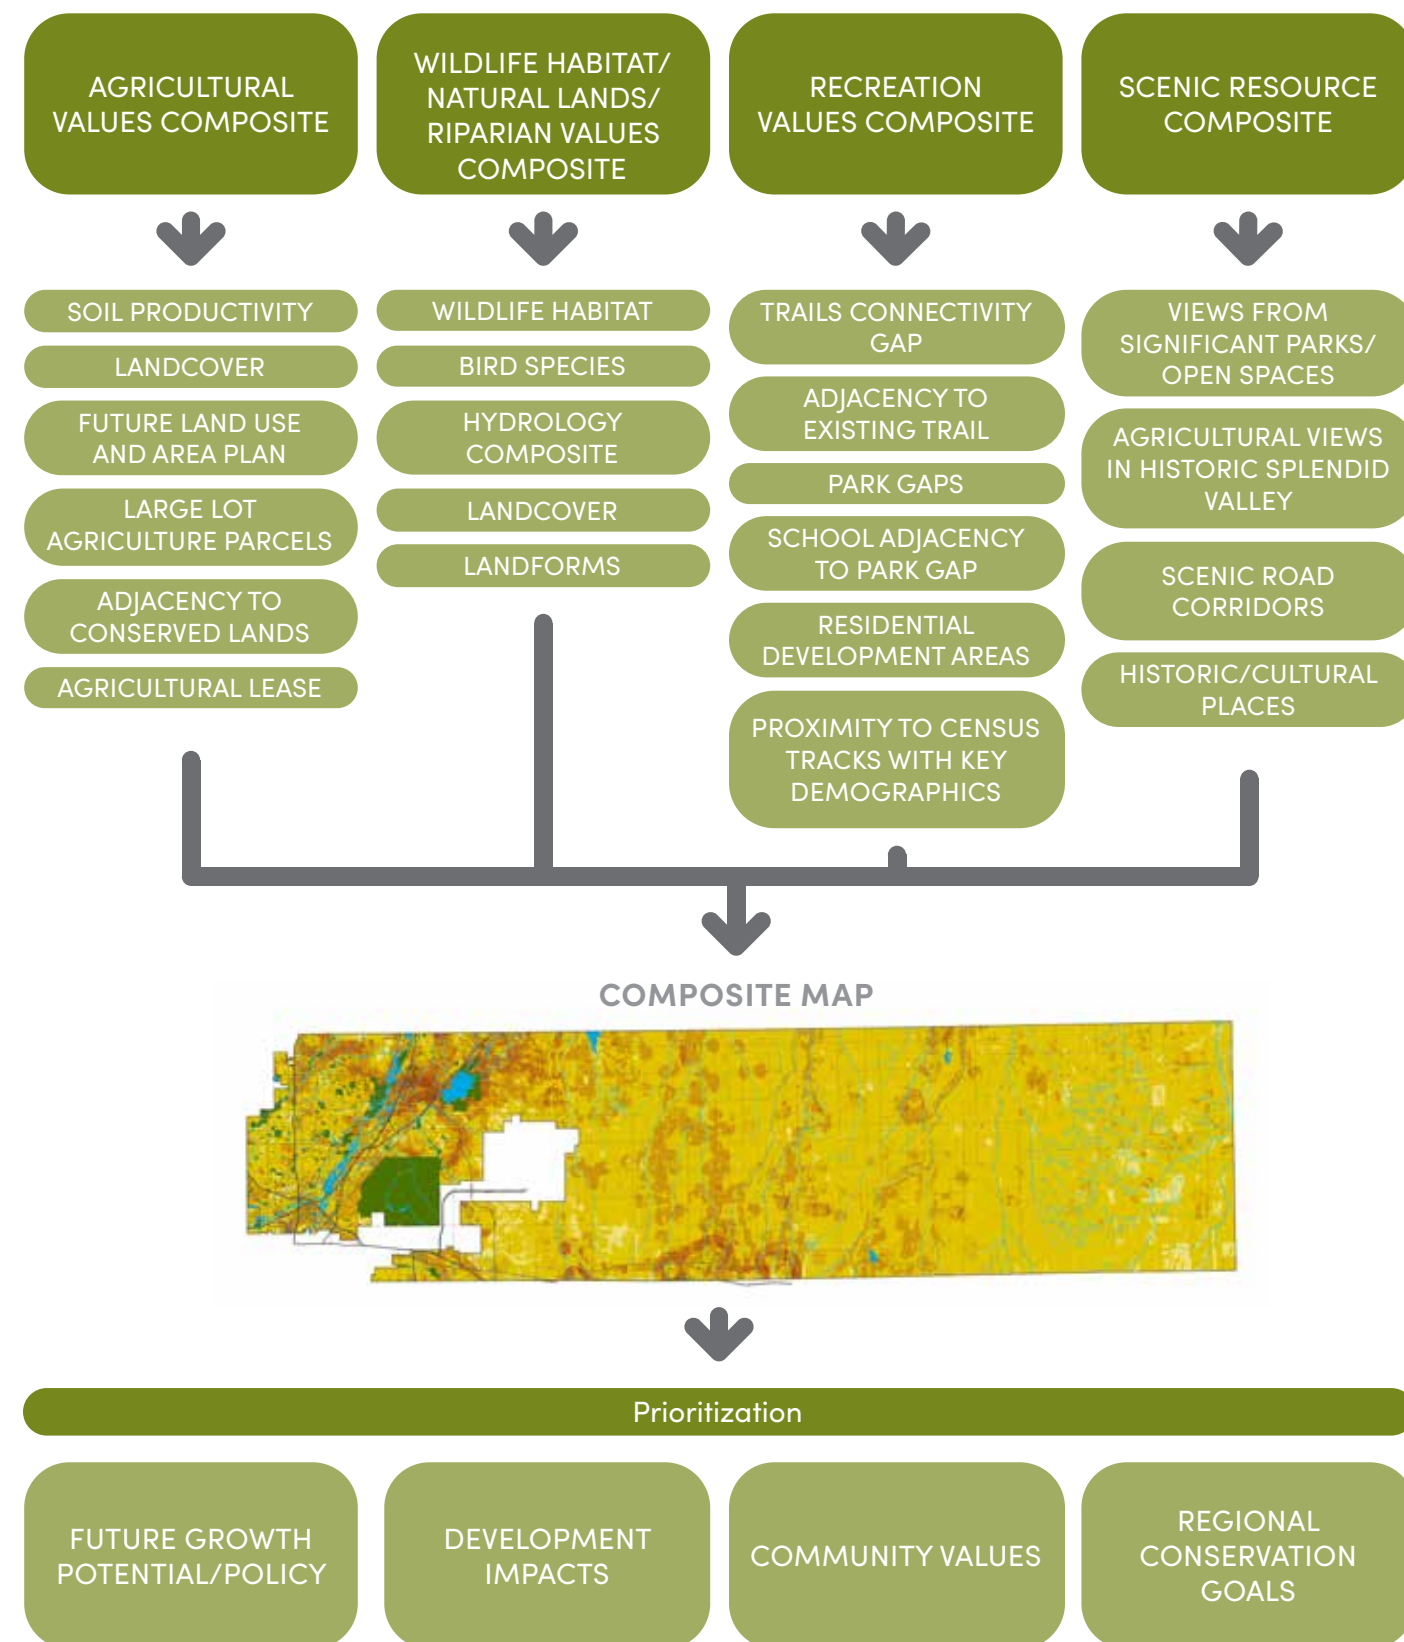 AGRICULTURAL
VALUES COMPOSITE
WILDLIFE HABITAT/
NATURAL LANDS/
RIPARIAN VALUES
COMPOSITE
RECREATION
VALUES COMPOSITE
SCENIC RESOURCE
COMPOSITE
SOIL PRODUCTIVITY
LANDCOVER
FUTURE LAND USE
AND AREA PLAN
LARGE LOT
AGRICULTURE PARCELS
ADJACENCY TO
CONSERVED LANDS
AGRICULTURAL LEASE
WILDLIFE HABITAT
BIRD SPECIES
HYDROLOGY
COMPOSITE
LANDCOVER
LANDFORMS
TRAILS CONNECTIVITY
GAP
ADJACENCY TO
EXISTING TRAIL
PARK GAPS
SCHOOL ADJACENCY
TO PARK GAP
RESIDENTIAL
DEVELOPMENT AREAS
PROXIMITY TO CENSUS
TRACKS WITH KEY
DEMOGRAPHICS
VIEWS FROM
SIGNIFICANT PARKS/
OPEN SPACES
AGRICULTURAL VIEWS
IN HISTORIC SPLENDID
VALLEY
SCENIC ROAD
CORRIDORS
HISTORIC/CULTURAL
PLACES
COMPOSITE MAP
Prioritization
FUTURE GROWTH
POTENTIAL/POLICY
DEVELOPMENT
IMPACTS
COMMUNITY VALUES
REGIONAL
CONSERVATION
GOALS